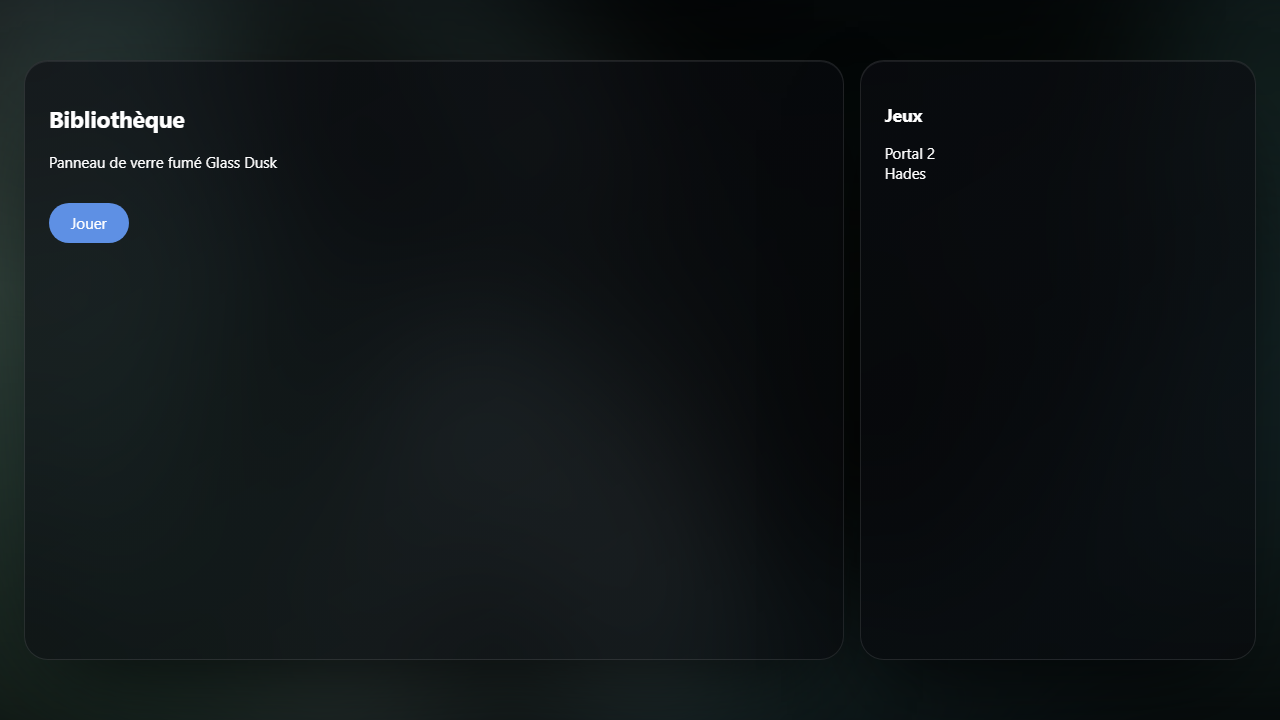 Bibliothèque
Panneau de verre fumé Glass Dusk
Jouer
Jeux
Portal 2
Hades